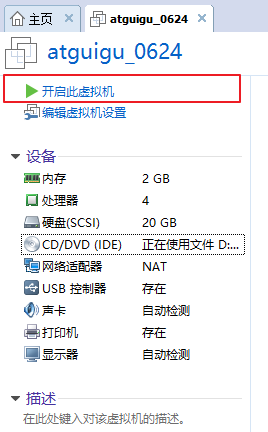 主页
atguigu_0624
atguigu_0624
开启此虚拟机
编辑虚拟机设置
设备
内存 2 GB
处理器 4
硬盘(SCSI) 20 GB
CD/DVD (IDE) 正在使用文件 D:...
网络适配器 NAT
USB 控制器 存在
声卡 自动检测
打印机 存在
显示器 自动检测
描述
在此处键入对该虚拟机的描述。